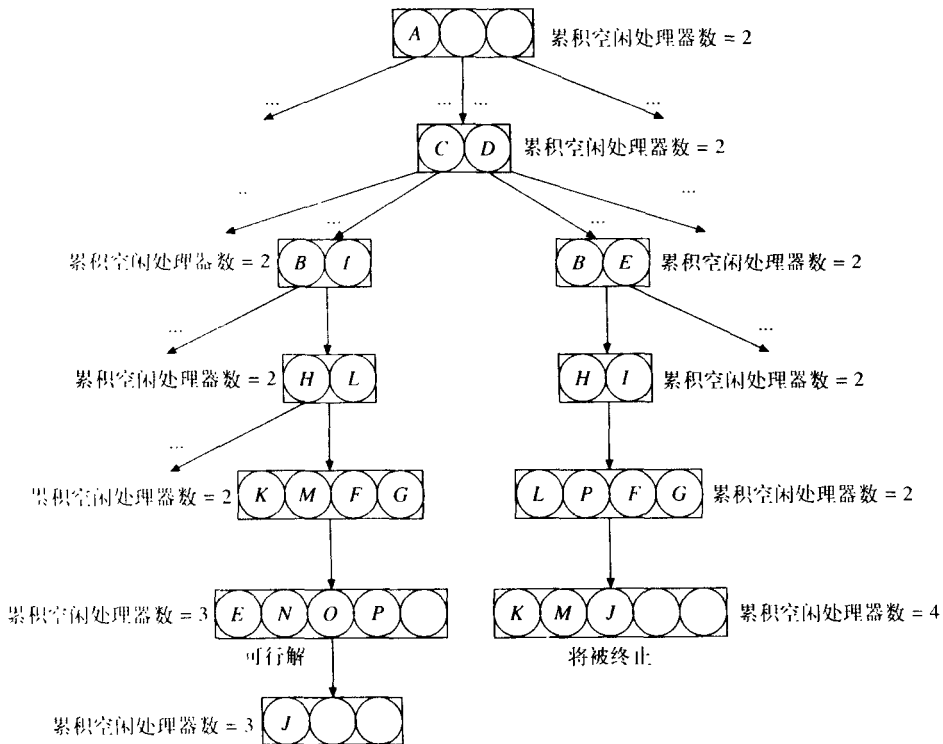 A 累积空闲处理器数 = 2
... ... ... ...
C D 累积空闲处理器数 = 2
.. ... ... ...
累积空闲处理器数 = 2 B I B E 累积空闲处理器数 = 2
... ...
累积空闲处理器数 = 2 H L H I 累积空闲处理器数 = 2
...
累积空闲处理器数 = 2 K M F G L P F G 累积空闲处理器数 = 2
累积空闲处理器数 = 3 E N O P K M J 累积空闲处理器数 = 4
可行解 将被终止
累积空闲处理器数 = 3 J